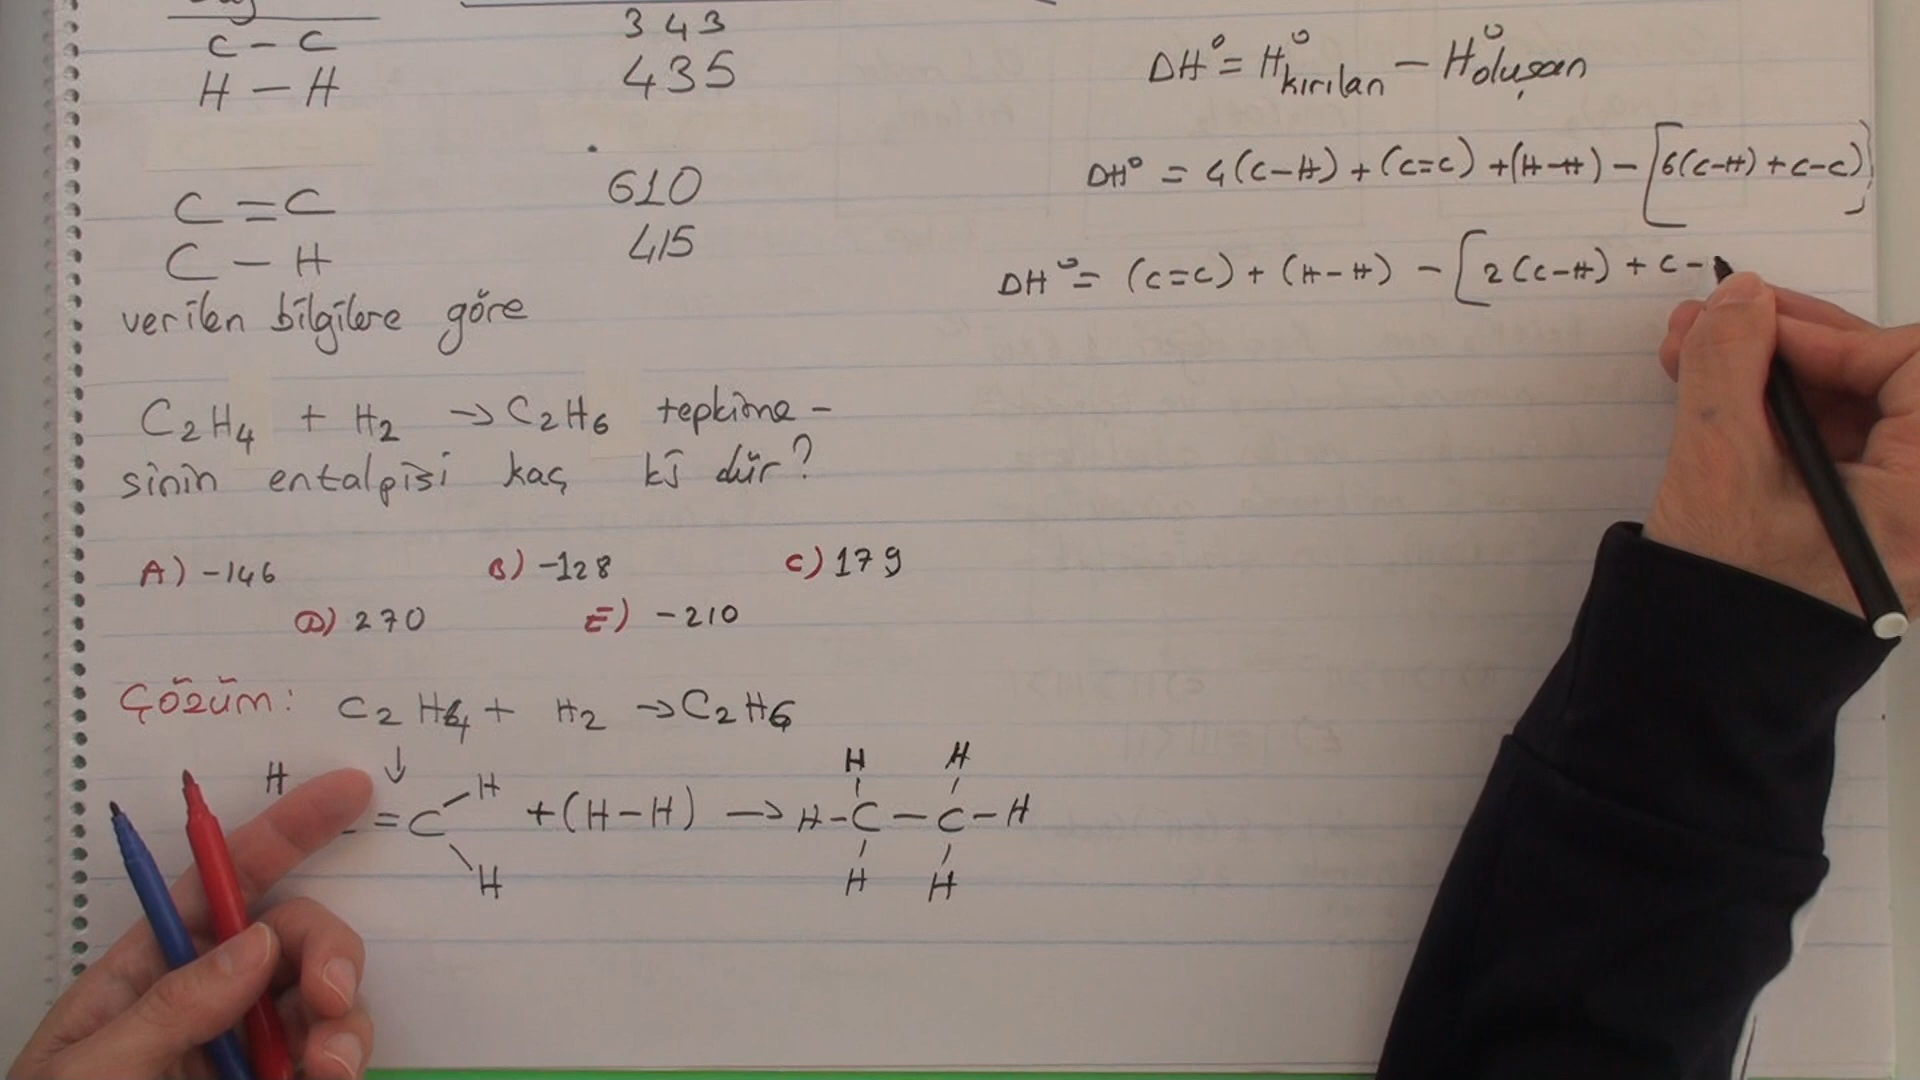 C – C 343
H – H 435
C = C 610
C – H 415
verilen bilgilere göre
C₂H₄ + H₂ → C₂H₆ tepkime –
sinin entalpisi kaç kJ dür?
A) -146 B) -128 C) 179
D) 270 E) -210
Çözüm: C₂H₄ + H₂ → C₂H₆
↓
H H H H
= C + (H – H) → H – C – C – H
H H H
ΔH° = H°kırılan – H°oluşan
ΔH° = 4(C–H) + (C=C) + (H–H) – [6(C–H) + C–C]
ΔH° = (C=C) + (H–H) – [2(C–H) + C –